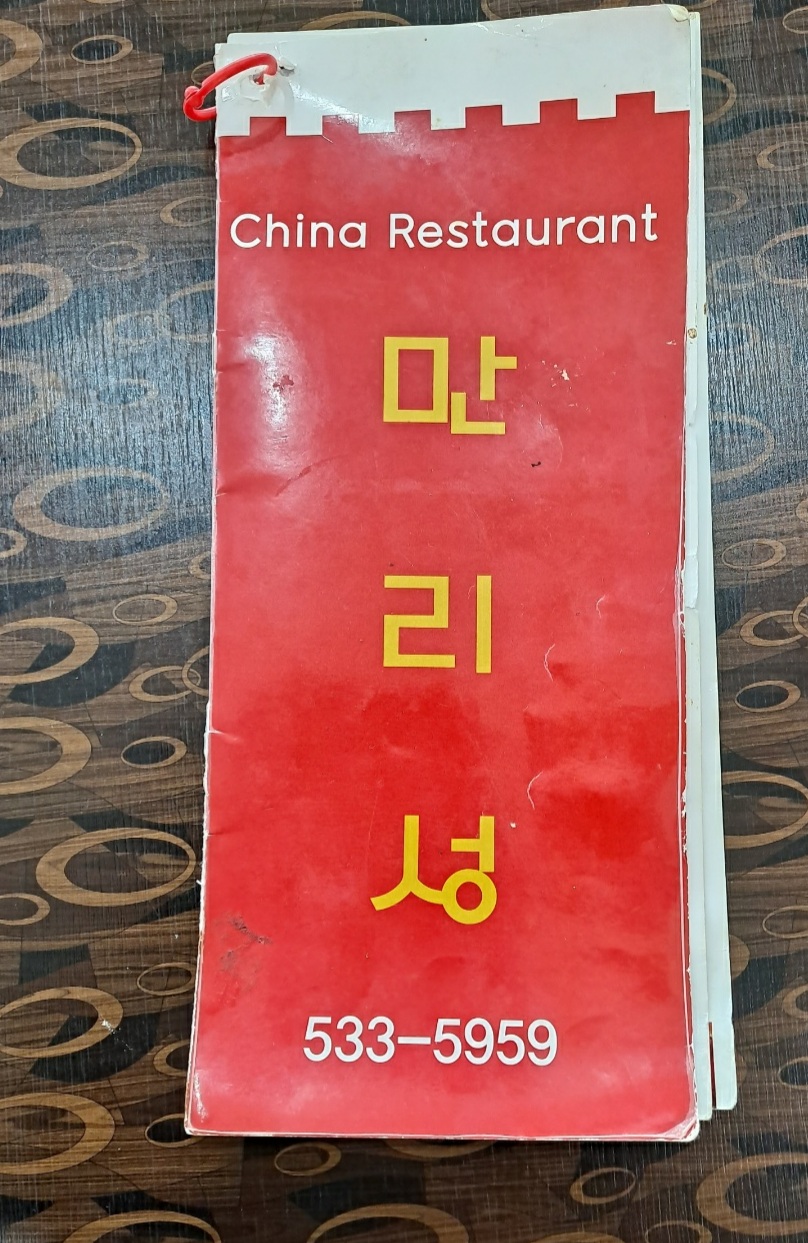 China Restaurant
만
리
성
533-5959